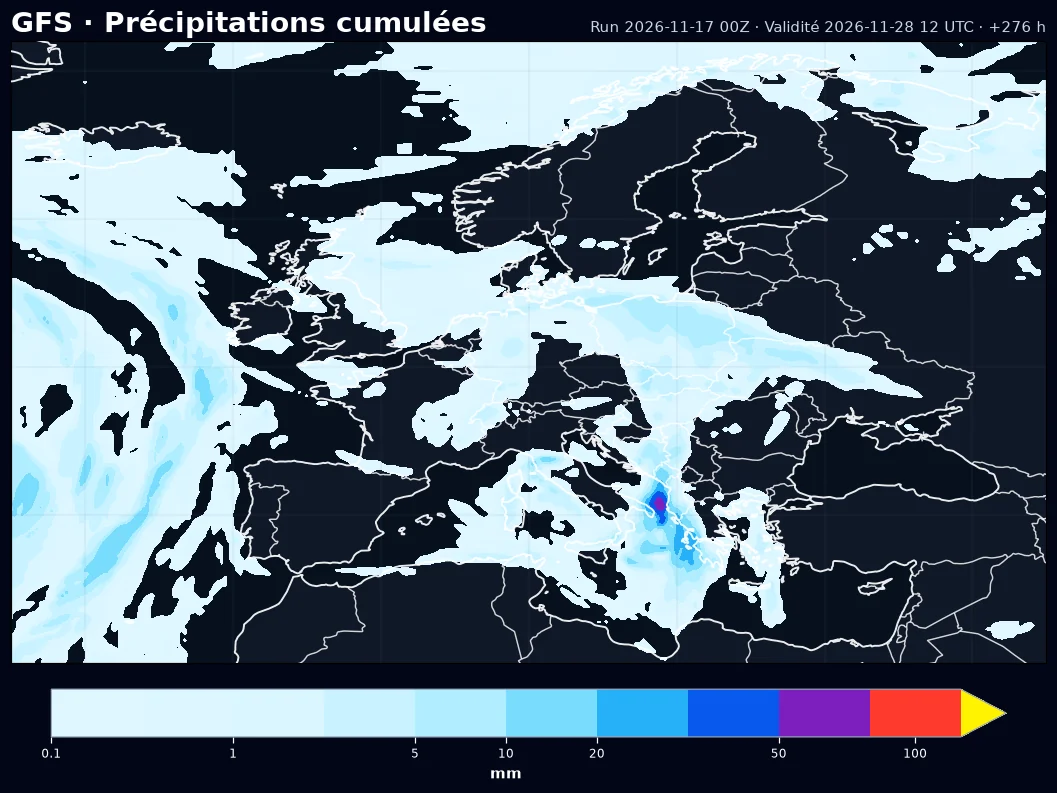 GFS · Précipitations cumulées
Run 2026-11-17 00Z · Validité 2026-11-28 12 UTC · +276 h
0.1 1 5 10 20 50 100
mm